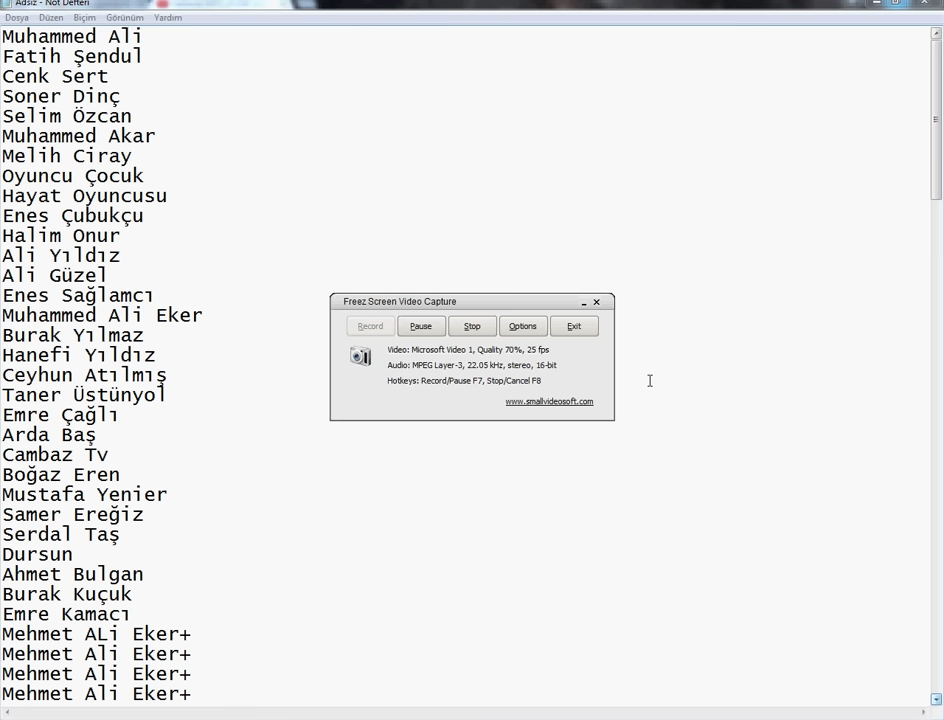 Adsız - Not Defteri
Dosya Düzen Biçim Görünüm Yardım
Muhammed Ali
Fatih Şendul
Cenk Sert
Soner Dinç
Selim Özcan
Muhammed Akar
Melih Ciray
Oyuncu Çocuk
Hayat Oyuncusu
Enes Çubukçu
Halim Onur
Ali Yıldız
Ali Güzel
Enes Sağlamcı
Muhammed Ali Eker
Burak Yılmaz
Hanefi Yıldız
Ceyhun Atılmış
Taner Üstünyol
Emre Çağlı
Arda Baş
Cambaz Tv
Boğaz Eren
Mustafa Yenier
Samer Ereğiz
Serdal Taş
Dursun
Ahmet Bulgan
Burak Kuçuk
Emre Kamacı
Mehmet ALi Eker+
Mehmet Ali Eker+
Mehmet Ali Eker+
Mehmet Ali Eker+
Freez Screen Video Capture
Record Pause Stop Options Exit
Video: Microsoft Video 1, Quality 70%, 25 fps
Audio: MPEG Layer-3, 22.05 kHz, stereo, 16-bit
Hotkeys: Record/Pause F7, Stop/Cancel F8
www.smallvideosoft.com